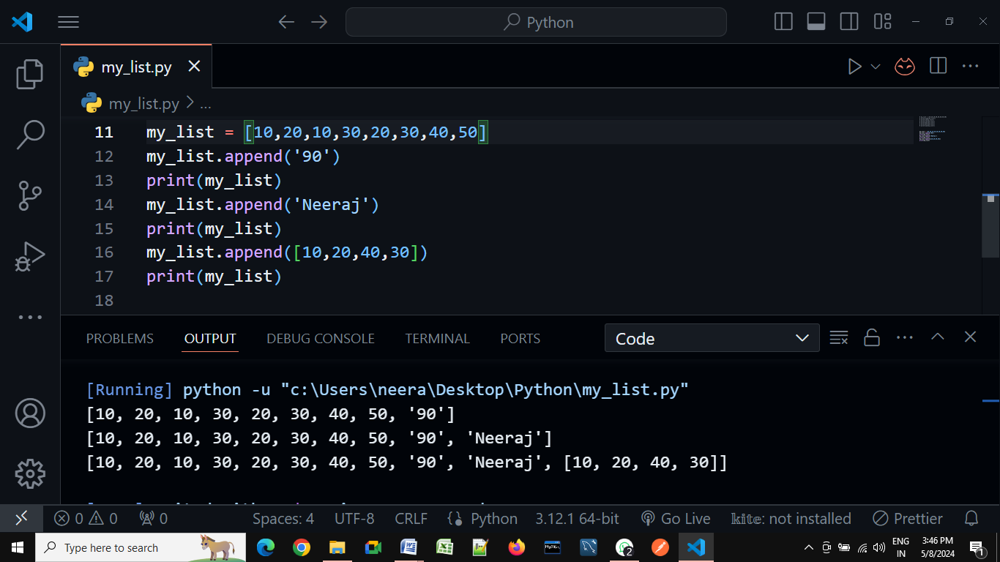 Python
my_list.py
my_list.py > ...
11 my_list = [10,20,10,30,20,30,40,50]
12 my_list.append('90')
13 print(my_list)
14 my_list.append('Neeraj')
15 print(my_list)
16 my_list.append([10,20,40,30])
17 print(my_list)
18
PROBLEMS OUTPUT DEBUG CONSOLE TERMINAL PORTS Code
[Running] python -u "c:\Users\neera\Desktop\Python\my_list.py"
[10, 20, 10, 30, 20, 30, 40, 50, '90']
[10, 20, 10, 30, 20, 30, 40, 50, '90', 'Neeraj']
[10, 20, 10, 30, 20, 30, 40, 50, '90', 'Neeraj', [10, 20, 40, 30]]
0 0 0 Spaces: 4 UTF-8 CRLF Python 3.12.1 64-bit Go Live kite: not installed Prettier
Type here to search MySQL 2 ENG IN 3:46 PM 5/8/2024 1